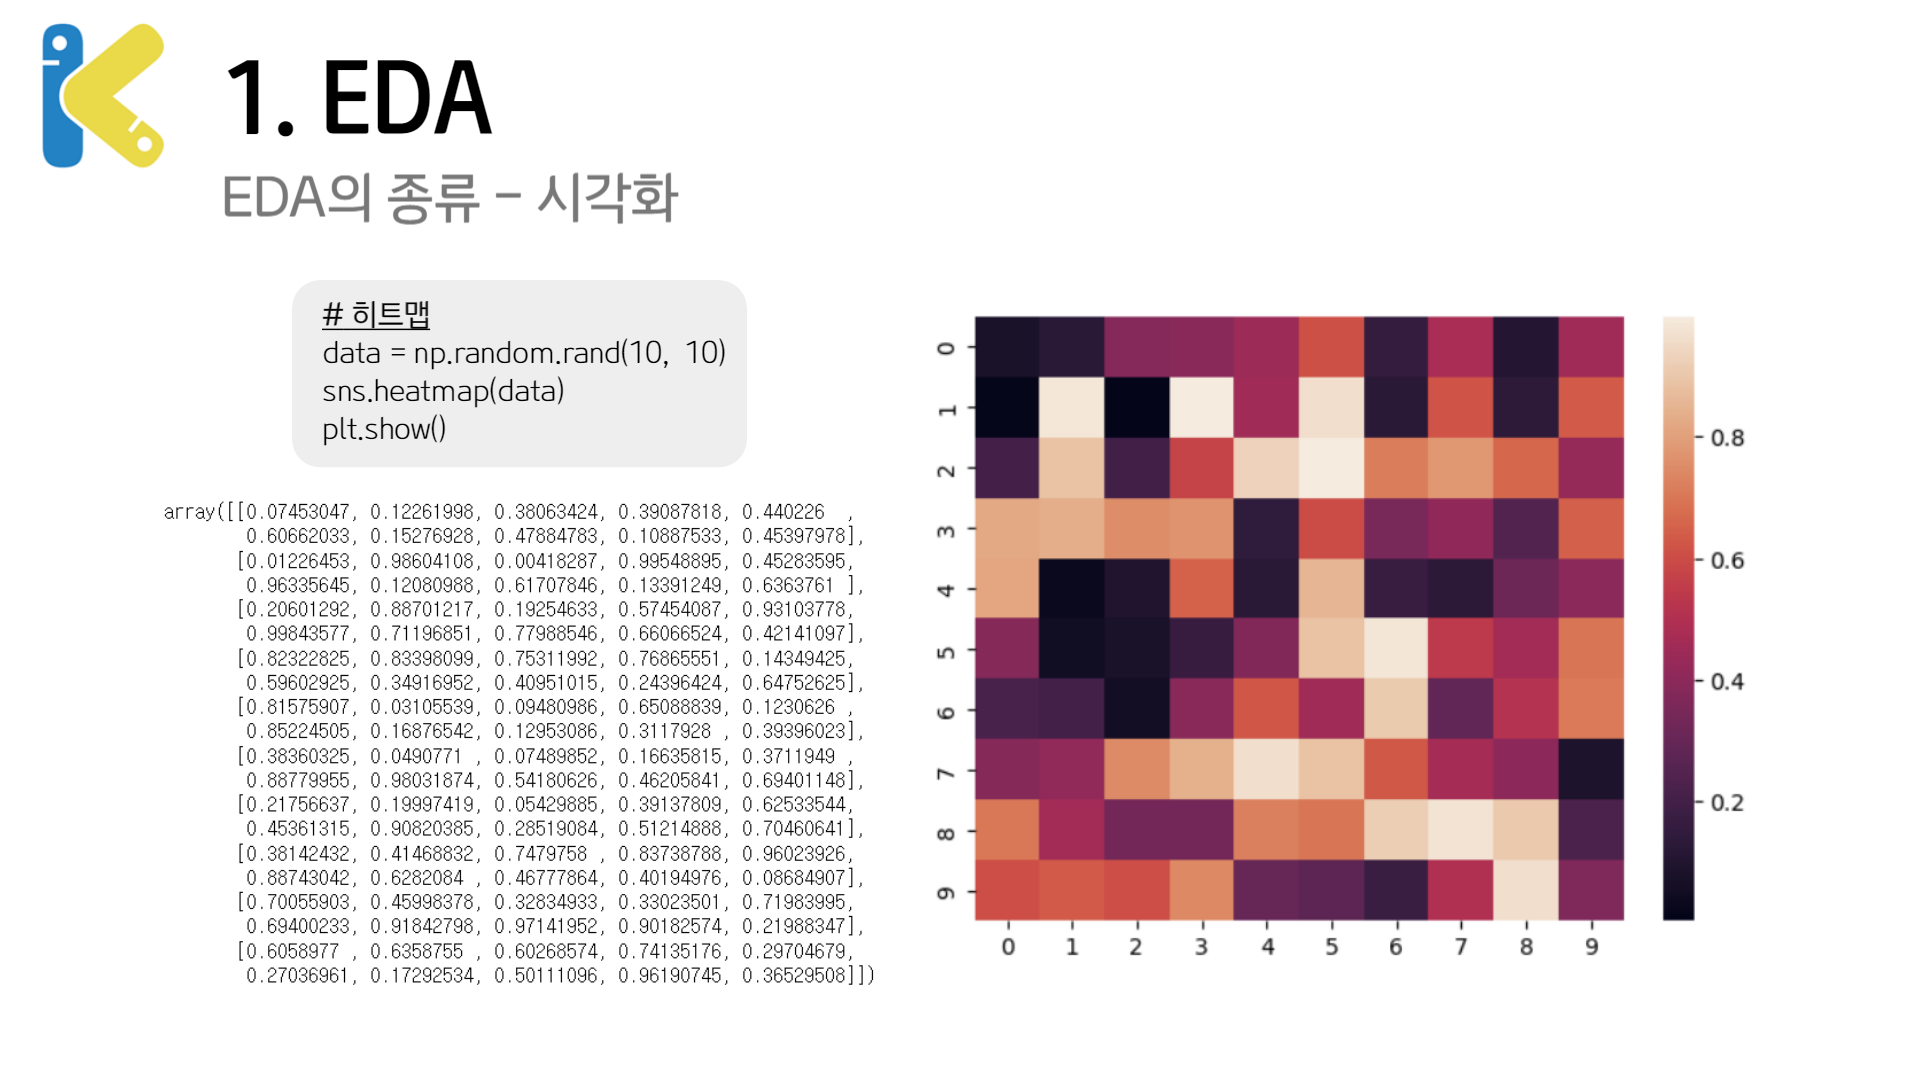 1. EDA
EDA의 종류 - 시각화
# 히트맵
data = np.random.rand(10, 10)
sns.heatmap(data)
plt.show()
array([[0.07453047, 0.12261998, 0.38063424, 0.39087818, 0.440226  ,
0.60662033, 0.15276928, 0.47884783, 0.10887533, 0.45397978],
[0.01226453, 0.98604108, 0.00418287, 0.99548895, 0.45283595,
0.96335645, 0.12080988, 0.61707846, 0.13391249, 0.6363761 ],
[0.20601292, 0.88701217, 0.19254633, 0.57454087, 0.93103778,
0.99843577, 0.71196851, 0.77988546, 0.66066524, 0.42141097],
[0.82322825, 0.83398099, 0.75311992, 0.76865551, 0.14349425,
0.59602925, 0.34916952, 0.40951015, 0.24396424, 0.64752625],
[0.81575907, 0.03105539, 0.09480986, 0.65088839, 0.1230626 ,
0.85224505, 0.16876542, 0.12953086, 0.3117928 , 0.39396023],
[0.38360325, 0.0490771 , 0.07489852, 0.16635815, 0.3711949 ,
0.88779955, 0.98031874, 0.54180626, 0.46205841, 0.69401148],
[0.21756637, 0.19997419, 0.05429885, 0.39137809, 0.62533544,
0.45361315, 0.90820385, 0.28519084, 0.51214888, 0.70460641],
[0.38142432, 0.41468832, 0.7479758 , 0.83738788, 0.96023926,
0.88743042, 0.6282084 , 0.46777864, 0.40194976, 0.08684907],
[0.70055903, 0.45998378, 0.32834933, 0.33023501, 0.71983995,
0.69400233, 0.91842798, 0.97141952, 0.90182574, 0.21988347],
[0.6058977 , 0.6358755 , 0.60268574, 0.74135176, 0.29704679,
0.27036961, 0.17292534, 0.50111096, 0.96190745, 0.36529508]])
0
1
2
3
4
5
6
7
8
9
0 1 2 3 4 5 6 7 8 9
0.8
0.6
0.4
0.2